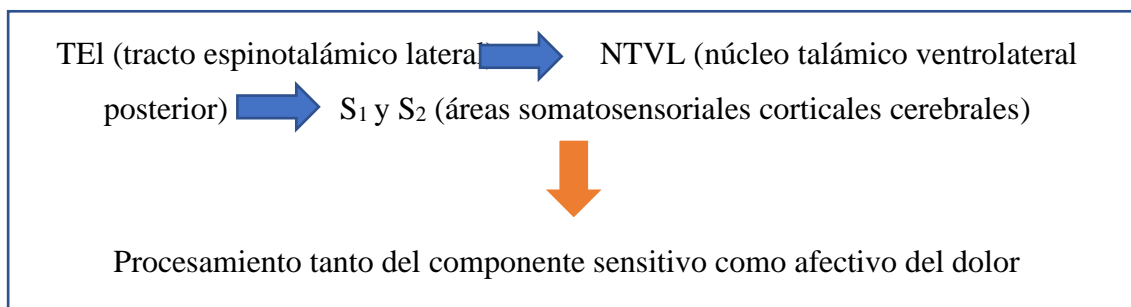 TEl (tracto espinotalámico lateral) NTVL (núcleo talámico ventrolateral
posterior) S₁ y S₂ (áreas somatosensoriales corticales cerebrales)
Procesamiento tanto del componente sensitivo como afectivo del dolor